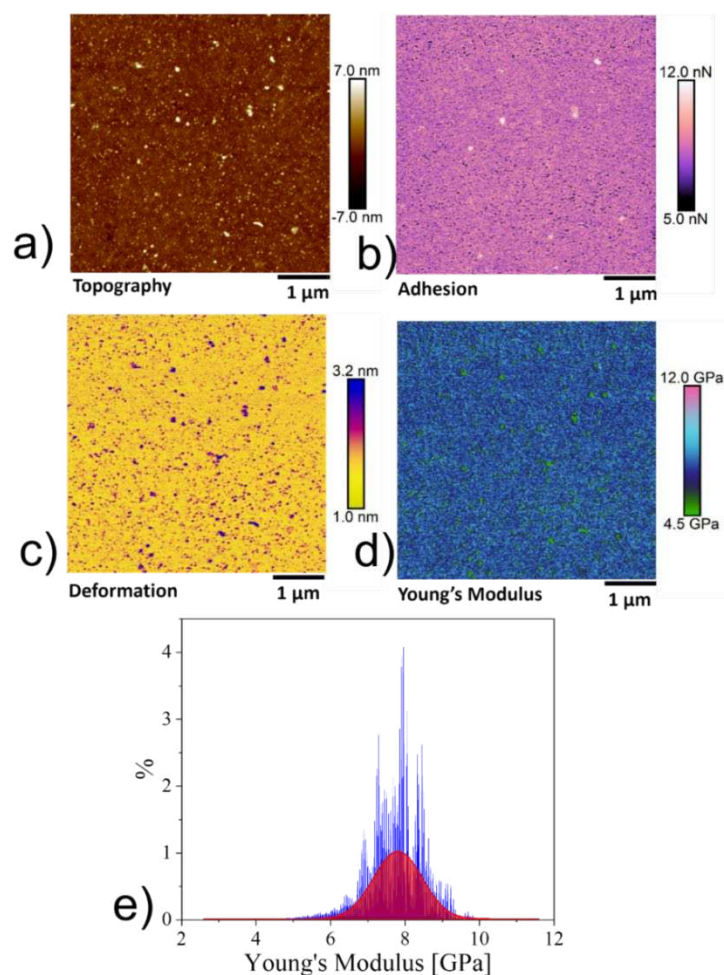 7.0 nm
-7.0 nm
a)
Topography
1 μm
12.0 nN
5.0 nN
b)
Adhesion
1 μm
3.2 nm
1.0 nm
c)
Deformation
1 μm
12.0 GPa
4.5 GPa
d)
Young's Modulus
1 μm
4
3
2
1
0
%
e)
2 4 6 8 10 12
Young's Modulus [GPa]